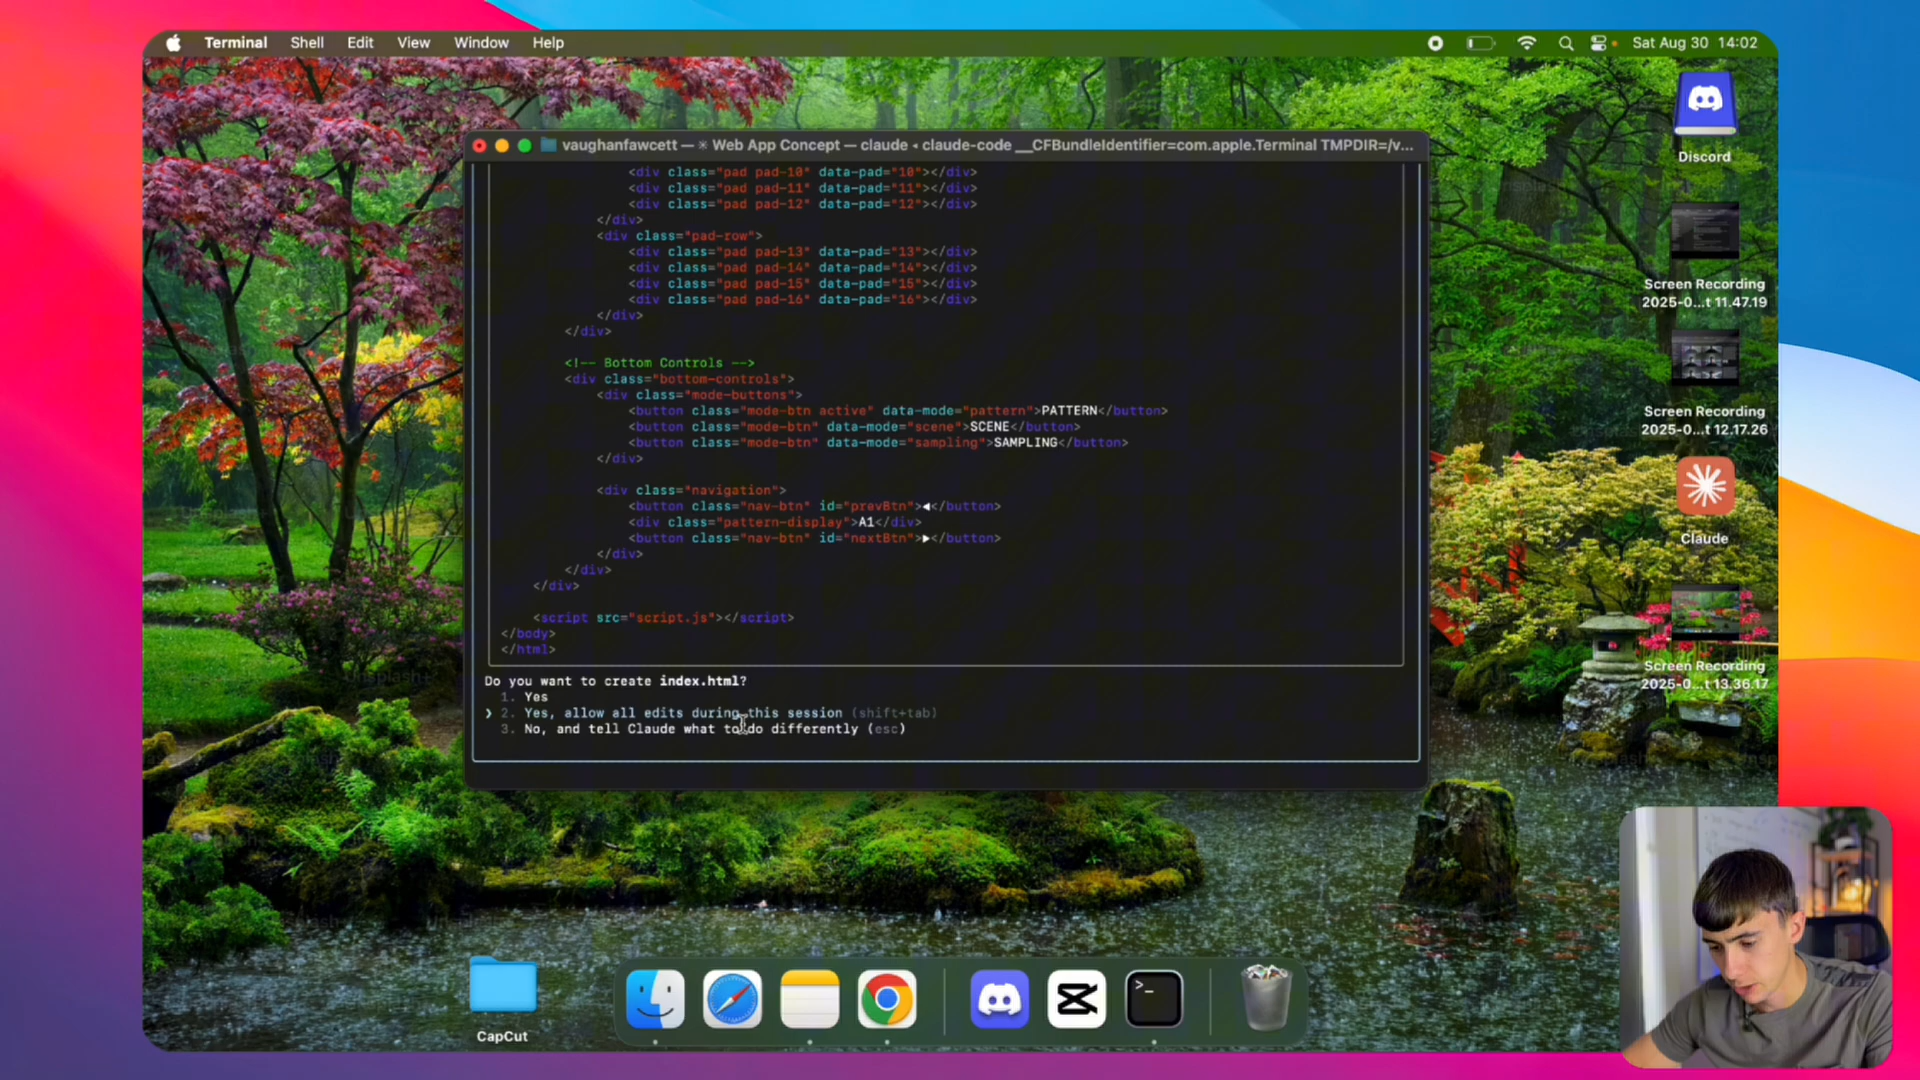 Terminal Shell Edit View Window Help Sat Aug 30 14:02
vaughanfawcett — ✳ Web App Concept — claude ◂ claude-code __CFBundleIdentifier=com.apple.Terminal TMPDIR=/v...
<div class="pad pad-10" data-pad="10"></div>
<div class="pad pad-11" data-pad="11"></div>
<div class="pad pad-12" data-pad="12"></div>
</div>
<div class="pad-row">
<div class="pad pad-13" data-pad="13"></div>
<div class="pad pad-14" data-pad="14"></div>
<div class="pad pad-15" data-pad="15"></div>
<div class="pad pad-16" data-pad="16"></div>
</div>
</div>
<!-- Bottom Controls -->
<div class="bottom-controls">
<div class="mode-buttons">
<button class="mode-btn active" data-mode="pattern">PATTERN</button>
<button class="mode-btn" data-mode="scene">SCENE</button>
<button class="mode-btn" data-mode="sampling">SAMPLING</button>
</div>
<div class="navigation">
<button class="nav-btn" id="prevBtn">◀</button>
<div class="pattern-display">A1</div>
<button class="nav-btn" id="nextBtn">▶</button>
</div>
</div>
</div>
<script src="script.js"></script>
</body>
</html>
Do you want to create index.html?
1. Yes
❯ 2. Yes, allow all edits during this session (shift+tab)
3. No, and tell Claude what to do differently (esc)
Discord
Screen Recording
2025-0...t 11.47.19
Screen Recording
2025-0...t 12.17.26
Claude
Screen Recording
2025-0...t 13.36.17
CapCut